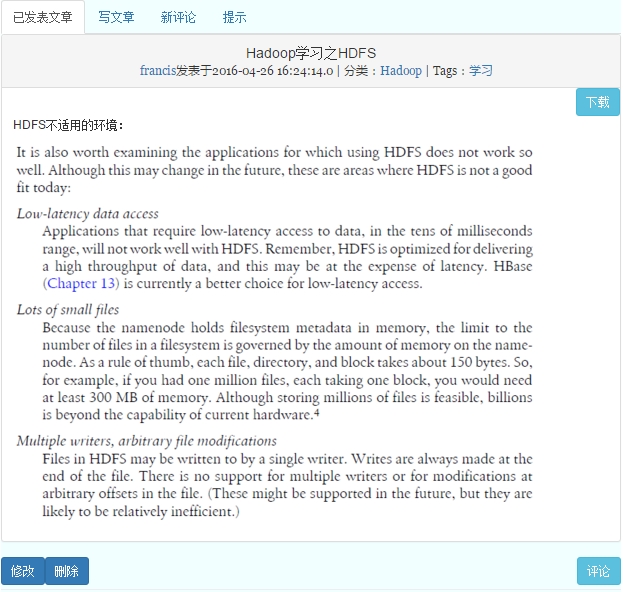 已发表文章 写文章 新评论 提示
Hadoop学习之HDFS
francis发表于2016-04-26 16:24:14.0 | 分类：Hadoop | Tags：学习
下载
HDFS不适用的环境：
It is also worth examining the applications for which using HDFS does not work so
well. Although this may change in the future, these are areas where HDFS is not a good
fit today:
Low-latency data access
Applications that require low-latency access to data, in the tens of milliseconds
range, will not work well with HDFS. Remember, HDFS is optimized for delivering
a high throughput of data, and this may be at the expense of latency. HBase
(Chapter 13) is currently a better choice for low-latency access.
Lots of small files
Because the namenode holds filesystem metadata in memory, the limit to the
number of files in a filesystem is governed by the amount of memory on the name-
node. As a rule of thumb, each file, directory, and block takes about 150 bytes. So,
for example, if you had one million files, each taking one block, you would need
at least 300 MB of memory. Although storing millions of files is feasible, billions
is beyond the capability of current hardware.4
Multiple writers, arbitrary file modifications
Files in HDFS may be written to by a single writer. Writes are always made at the
end of the file. There is no support for multiple writers or for modifications at
arbitrary offsets in the file. (These might be supported in the future, but they are
likely to be relatively inefficient.)
修改 删除 评论